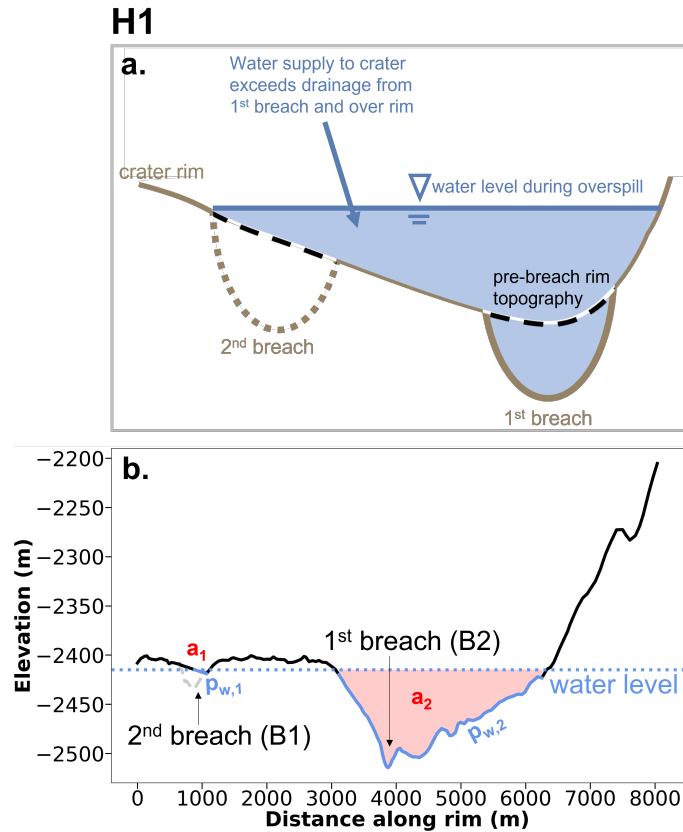 H1
a.
Water supply to crater
exceeds drainage from
1st breach and over rim
crater rim
water level during overspill
pre-breach rim
topography
2nd breach
1st breach
b.
−2200
−2250
−2300
−2350
−2400
−2450
−2500
Elevation (m)
1st breach (B2)
a1
pw,1
a2
water level
pw,2
2nd breach (B1)
0 1000 2000 3000 4000 5000 6000 7000 8000
Distance along rim (m)